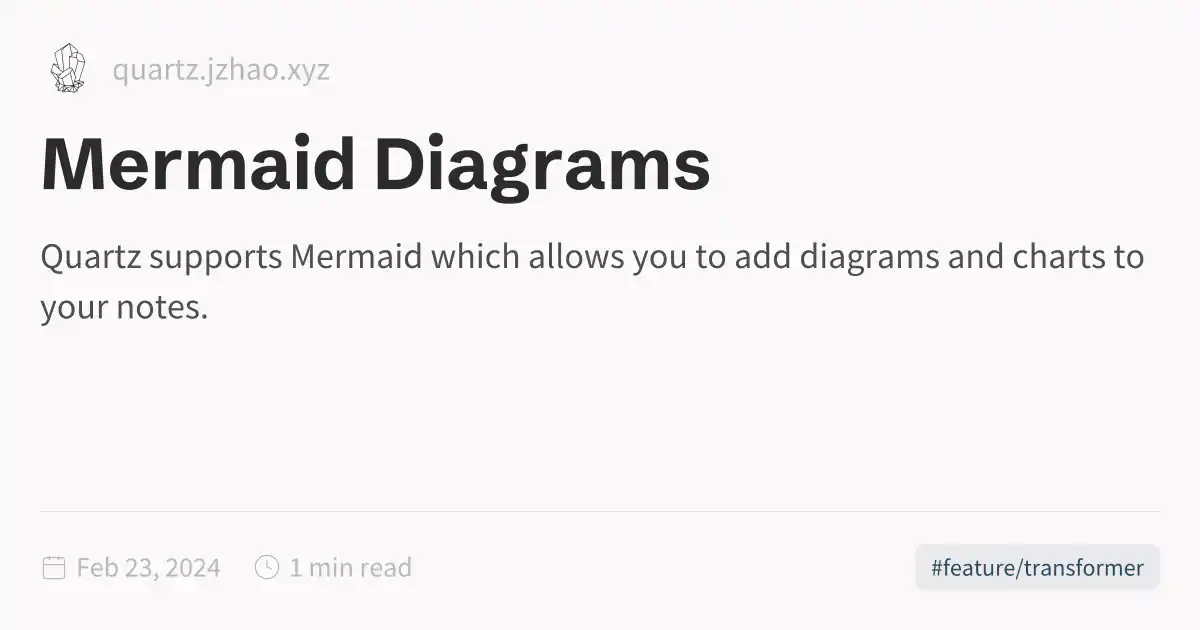 quartz.jzhao.xyz
Mermaid Diagrams
Quartz supports Mermaid which allows you to add diagrams and charts to
your notes.
Feb 23, 2024 1 min read #feature/transformer